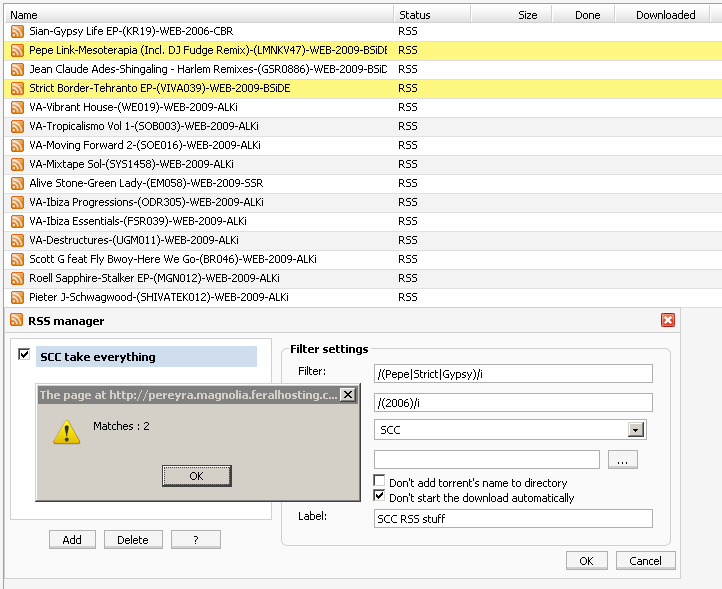 Name Status Size Done Downloaded
Sian-Gypsy Life EP-(KR19)-WEB-2006-CBR RSS
Pepe Link-Mesoterapia (Incl. DJ Fudge Remix)-(LMNKV47)-WEB-2009-BSiDE RSS
Jean Claude Ades-Shingaling - Harlem Remixes-(GSR0886)-WEB-2009-BSiD RSS
Strict Border-Tehranto EP-(VIVA039)-WEB-2009-BSiDE RSS
VA-Vibrant House-(WE019)-WEB-2009-ALKi RSS
VA-Tropicalismo Vol 1-(SOB003)-WEB-2009-ALKi RSS
VA-Moving Forward 2-(SOE016)-WEB-2009-ALKi RSS
VA-Mixtape Sol-(SYS1458)-WEB-2009-ALKi RSS
Alive Stone-Green Lady-(EM058)-WEB-2009-SSR RSS
VA-Ibiza Progressions-(ODR305)-WEB-2009-ALKi RSS
VA-Ibiza Essentials-(FSR039)-WEB-2009-ALKi RSS
VA-Destructures-(UGM011)-WEB-2009-ALKi RSS
Scott G feat Fly Bwoy-Here We Go-(BR046)-WEB-2009-ALKi RSS
Roell Sapphire-Stalker EP-(MGN012)-WEB-2009-ALKi RSS
Pieter J-Schwagwood-(SHIVATEK012)-WEB-2009-ALKi RSS
RSS manager
SCC take everything
The page at http://pereyra.magnolia.feralhosting.c...
Matches : 2
OK
Add Delete ?
Filter settings
Filter: /(Pepe|Strict|Gypsy)/i
/(2006)/i
SCC
...
Don't add torrent's name to directory
Don't start the download automatically
Label: SCC RSS stuff
OK Cancel